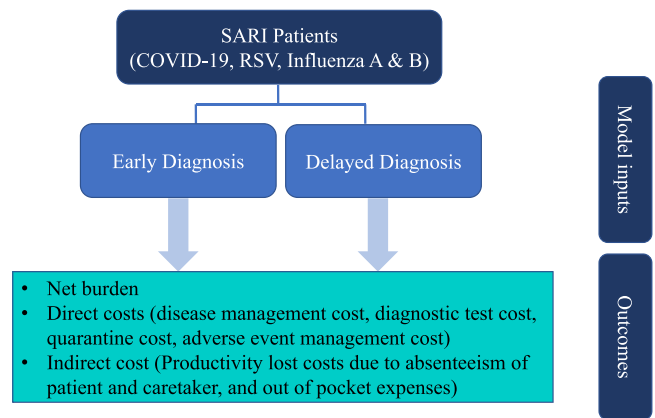 SARI Patients
(COVID-19, RSV, Influenza A & B)
Early Diagnosis
Delayed Diagnosis
Model inputs
• Net burden
• Direct costs (disease management cost, diagnostic test cost,
quarantine cost, adverse event management cost)
• Indirect cost (Productivity lost costs due to absenteeism of
patient and caretaker, and out of pocket expenses)
Outcomes